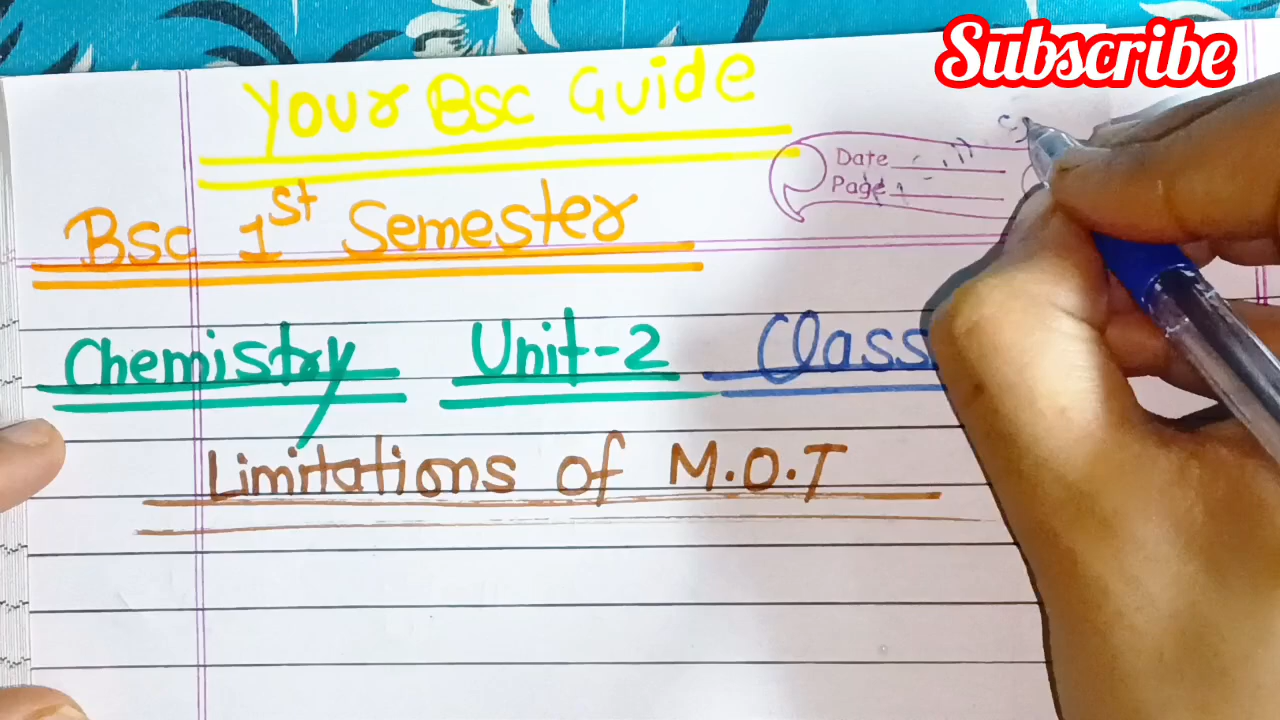 Subscribe
Your Bsc Guide
Date
Page
Bsc 1st Semester
Chemistry Unit-2 Class
Limitations of M.O.T